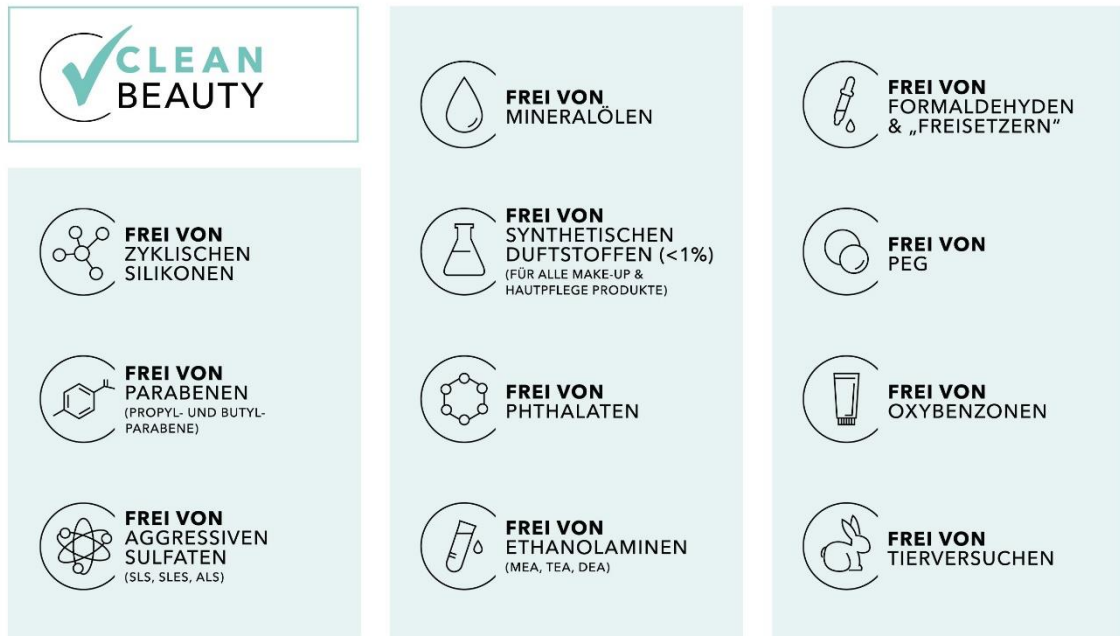 CLEAN
BEAUTY
FREI VON
ZYKLISCHEN
SILIKONEN
FREI VON
PARABENEN
(PROPYL- UND BUTYL-
PARABENE)
FREI VON
AGGRESSIVEN
SULFATEN
(SLS, SLES, ALS)
FREI VON
MINERALÖLEN
FREI VON
SYNTHETISCHEN
DUFTSTOFFEN (<1%)
(FÜR ALLE MAKE-UP &
HAUTPFLEGE PRODUKTE)
FREI VON
PHTHALATEN
FREI VON
ETHANOLAMINEN
(MEA, TEA, DEA)
FREI VON
FORMALDEHYDEN
& „FREISETZERN“
FREI VON
PEG
FREI VON
OXYBENZONEN
FREI VON
TIERVERSUCHEN